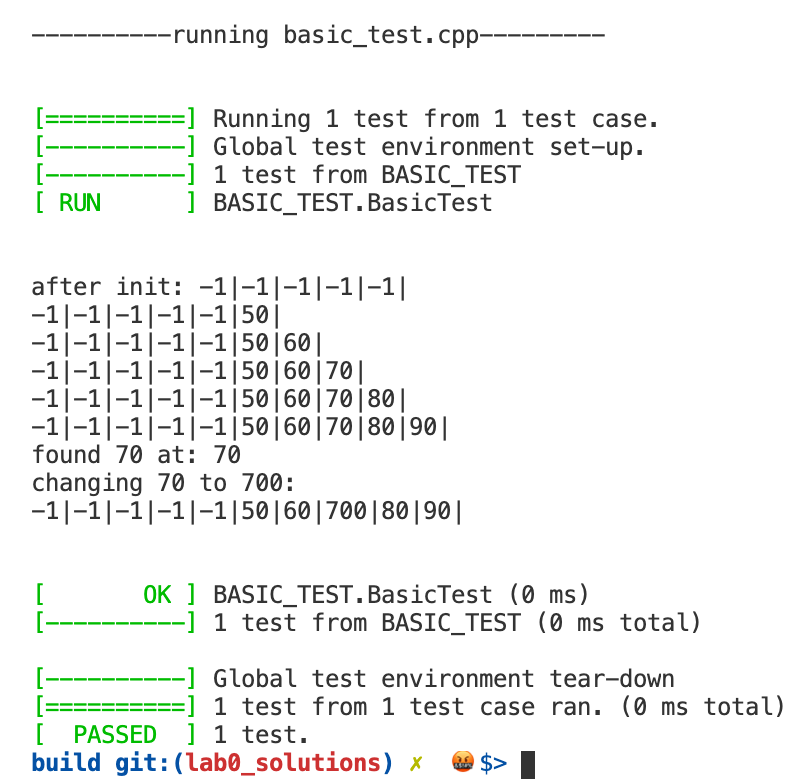 ----------running basic_test.cpp---------
[==========] Running 1 test from 1 test case.
[----------] Global test environment set-up.
[----------] 1 test from BASIC_TEST
[ RUN      ] BASIC_TEST.BasicTest
after init: -1|-1|-1|-1|-1|
-1|-1|-1|-1|-1|50|
-1|-1|-1|-1|-1|50|60|
-1|-1|-1|-1|-1|50|60|70|
-1|-1|-1|-1|-1|50|60|70|80|
-1|-1|-1|-1|-1|50|60|70|80|90|
found 70 at: 70
changing 70 to 700:
-1|-1|-1|-1|-1|50|60|700|80|90|
[       OK ] BASIC_TEST.BasicTest (0 ms)
[----------] 1 test from BASIC_TEST (0 ms total)
[----------] Global test environment tear-down
[==========] 1 test from 1 test case ran. (0 ms total)
[  PASSED  ] 1 test.
build git:(lab0_solutions) ✗  🤬$>